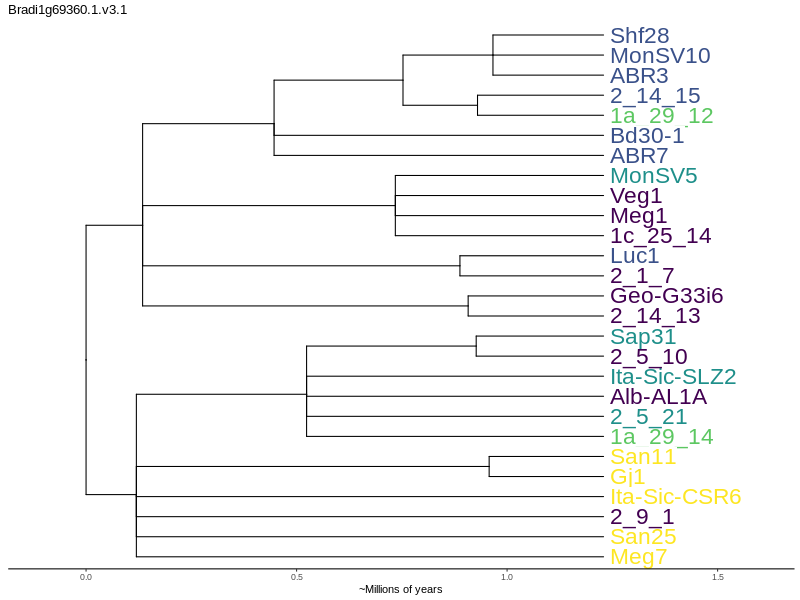 Bradi1g69360.1.v3.1
Shf28
MonSV10
ABR3
2_14_15
1a_29_12
Bd30-1
ABR7
MonSV5
Veg1
Meg1
1c_25_14
Luc1
2_1_7
Geo-G33i6
2_14_13
Sap31
2_5_10
Ita-Sic-SLZ2
Alb-AL1A
2_5_21
1a_29_14
San11
Gj1
Ita-Sic-CSR6
2_9_1
San25
Meg7
0.0 0.5 1.0 1.5
~Millions of years